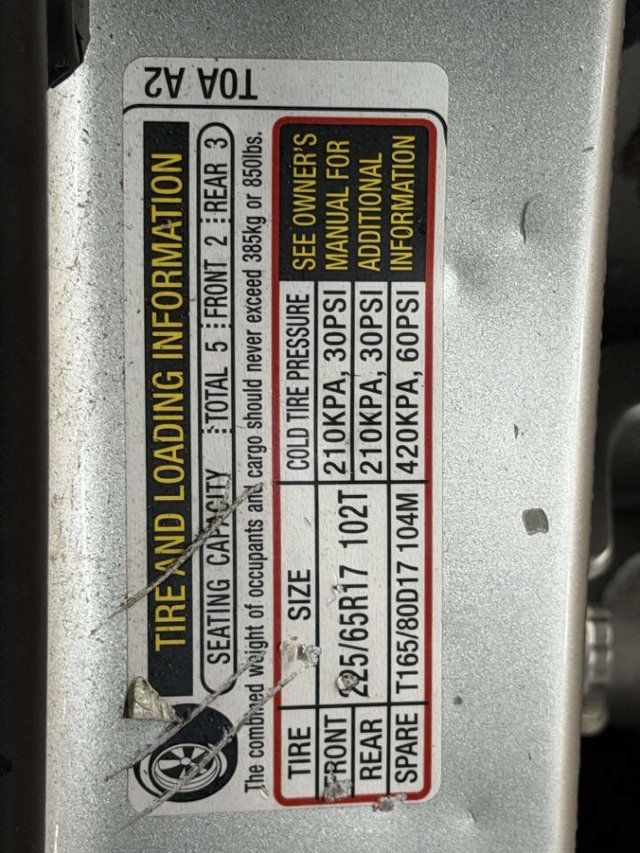 T0A A2
TIRE AND LOADING INFORMATION
SEATING CAPACITY TOTAL 5 FRONT 2 REAR 3
The combined weight of occupants and cargo should never exceed 385kg or 850lbs.
TIRE SIZE COLD TIRE PRESSURE
FRONT 225/65R17 102T 210KPA, 30PSI
REAR 210KPA, 30PSI
SPARE T165/80D17 104M 420KPA, 60PSI
SEE OWNER'S
MANUAL FOR
ADDITIONAL
INFORMATION